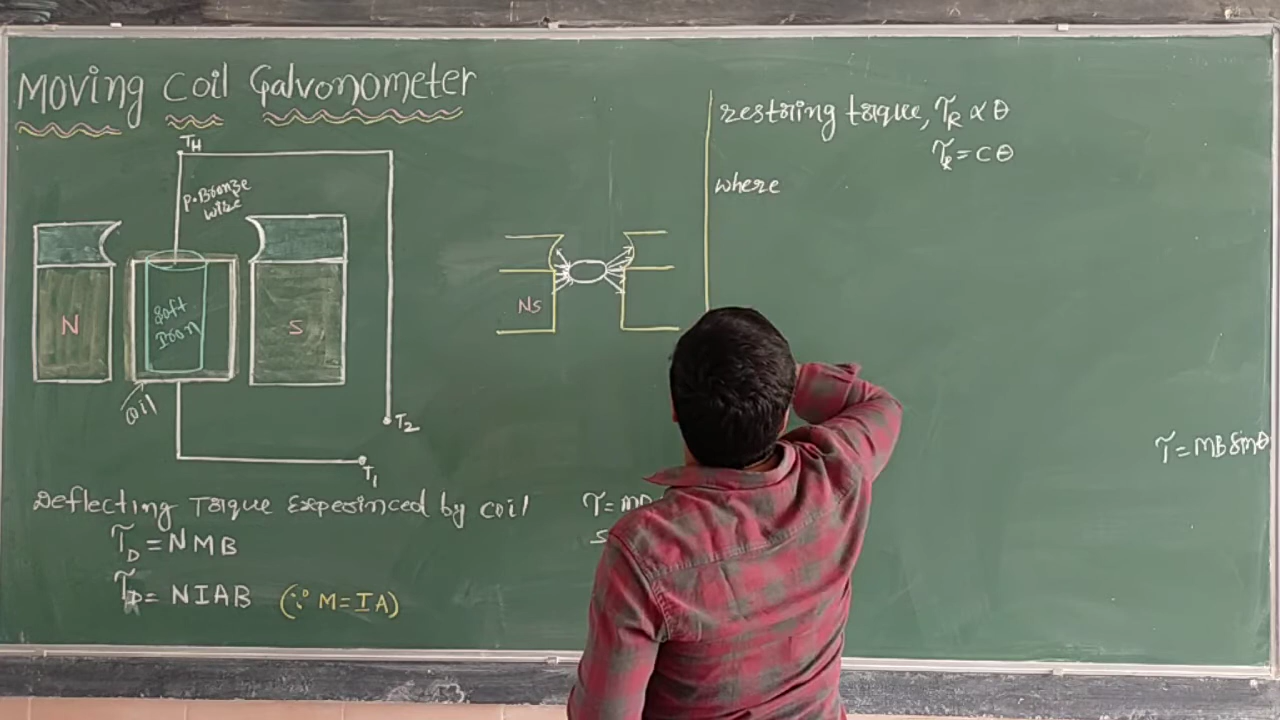 Moving Coil Galvonometer
TH
P.Bronze
wire
N
Soft
Iron
S
Coil
T2
T1
Deflecting Torque Experinced by coil
τD = NMB
τD = NIAB (∵ M=IA)
NS
τ=
restoring torque, τR ∝ θ
τR = Cθ
where
τ = MB sinθ